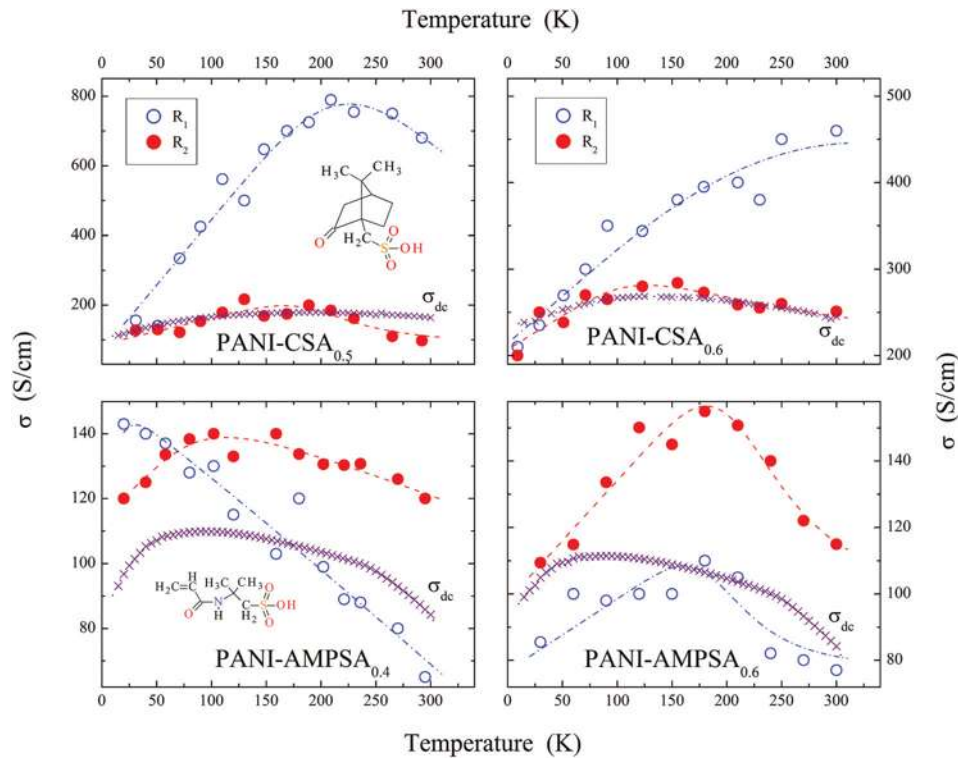 Temperature (K)
0 50 100 150 200 250 300
0 50 100 150 200 250 300
800
600
400
200
R₁
R₂
H₃C
CH₃
O
H₂C
S
O
OH
O
σdc
PANI-CSA₀.₅
500
400
300
200
R₁
R₂
σdc
PANI-CSA₀.₆
σ (S/cm)
σ (S/cm)
140
120
100
80
H₂C
CH
H₃C
CH₃
O
N
H
H₂C
S
O
OH
O
σdc
PANI-AMPSA₀.₄
140
120
100
80
σdc
PANI-AMPSA₀.₆
0 50 100 150 200 250 300
0 50 100 150 200 250 300
Temperature (K)